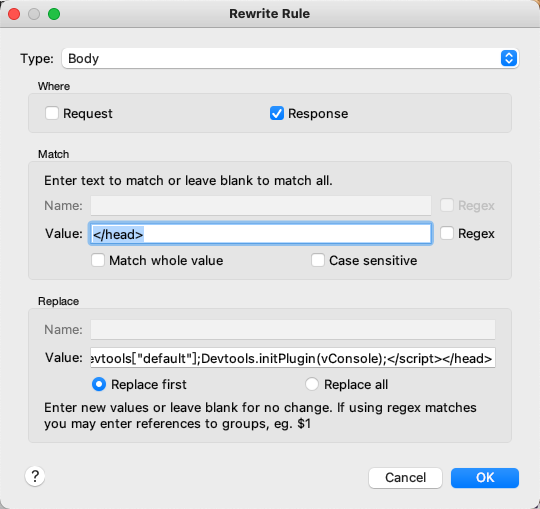 Rewrite Rule
Type: Body
Where
Request Response
Match
Enter text to match or leave blank to match all.
Name: Regex
Value: </head> Regex
Match whole value Case sensitive
Replace
Name:
Value: evtools["default"];Devtools.initPlugin(vConsole);</script></head>
Replace first Replace all
Enter new values or leave blank for no change. If using regex matches
you may enter references to groups, eg. $1
? Cancel OK